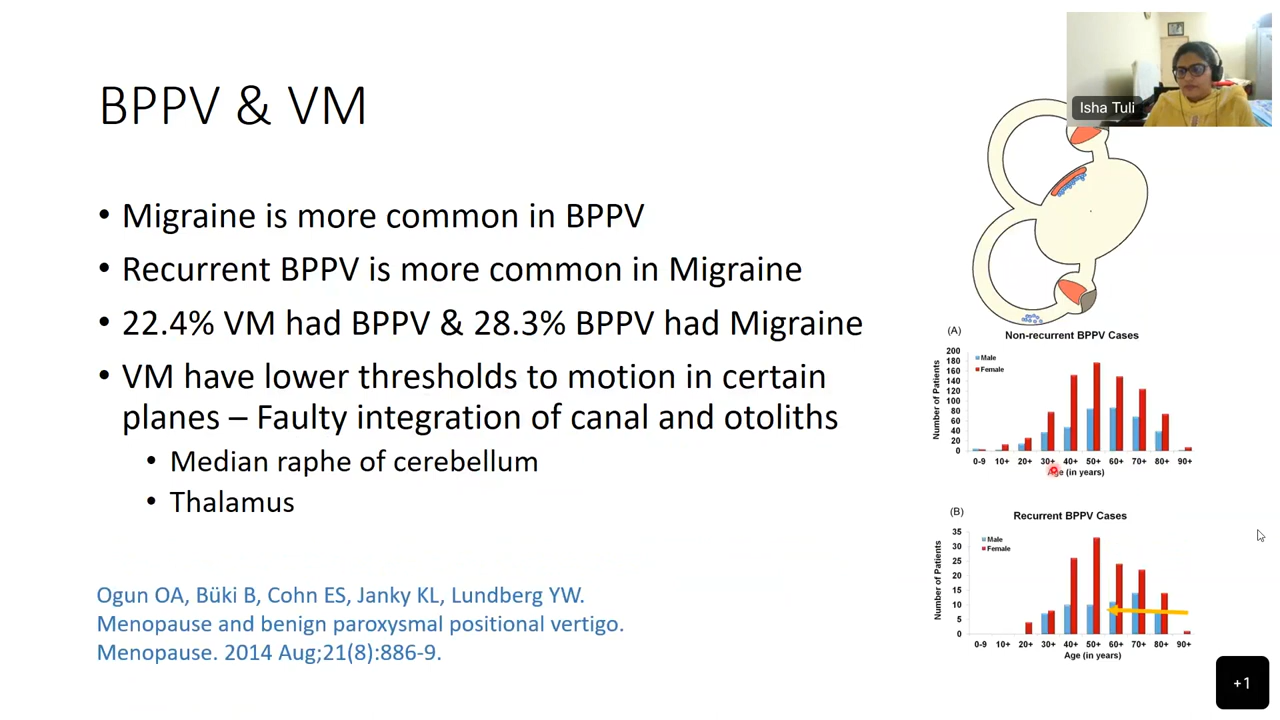 BPPV & VM
Isha Tuli
• Migraine is more common in BPPV
• Recurrent BPPV is more common in Migraine
• 22.4% VM had BPPV & 28.3% BPPV had Migraine
• VM have lower thresholds to motion in certain
planes – Faulty integration of canal and otoliths
• Median raphe of cerebellum
• Thalamus
Ogun OA, Büki B, Cohn ES, Janky KL, Lundberg YW.
Menopause and benign paroxysmal positional vertigo.
Menopause. 2014 Aug;21(8):886-9.
(A)
Non-recurrent BPPV Cases
Number of Patients
200
180
160
140
120
100
80
60
40
20
0
Male
Female
0-9 10+ 20+ 30+ 40+ 50+ 60+ 70+ 80+ 90+
Age (in years)
(B)
Recurrent BPPV Cases
Number of Patients
35
30
25
20
15
10
5
0
Male
Female
0-9 10+ 20+ 30+ 40+ 50+ 60+ 70+ 80+ 90+
Age (in years)
+1